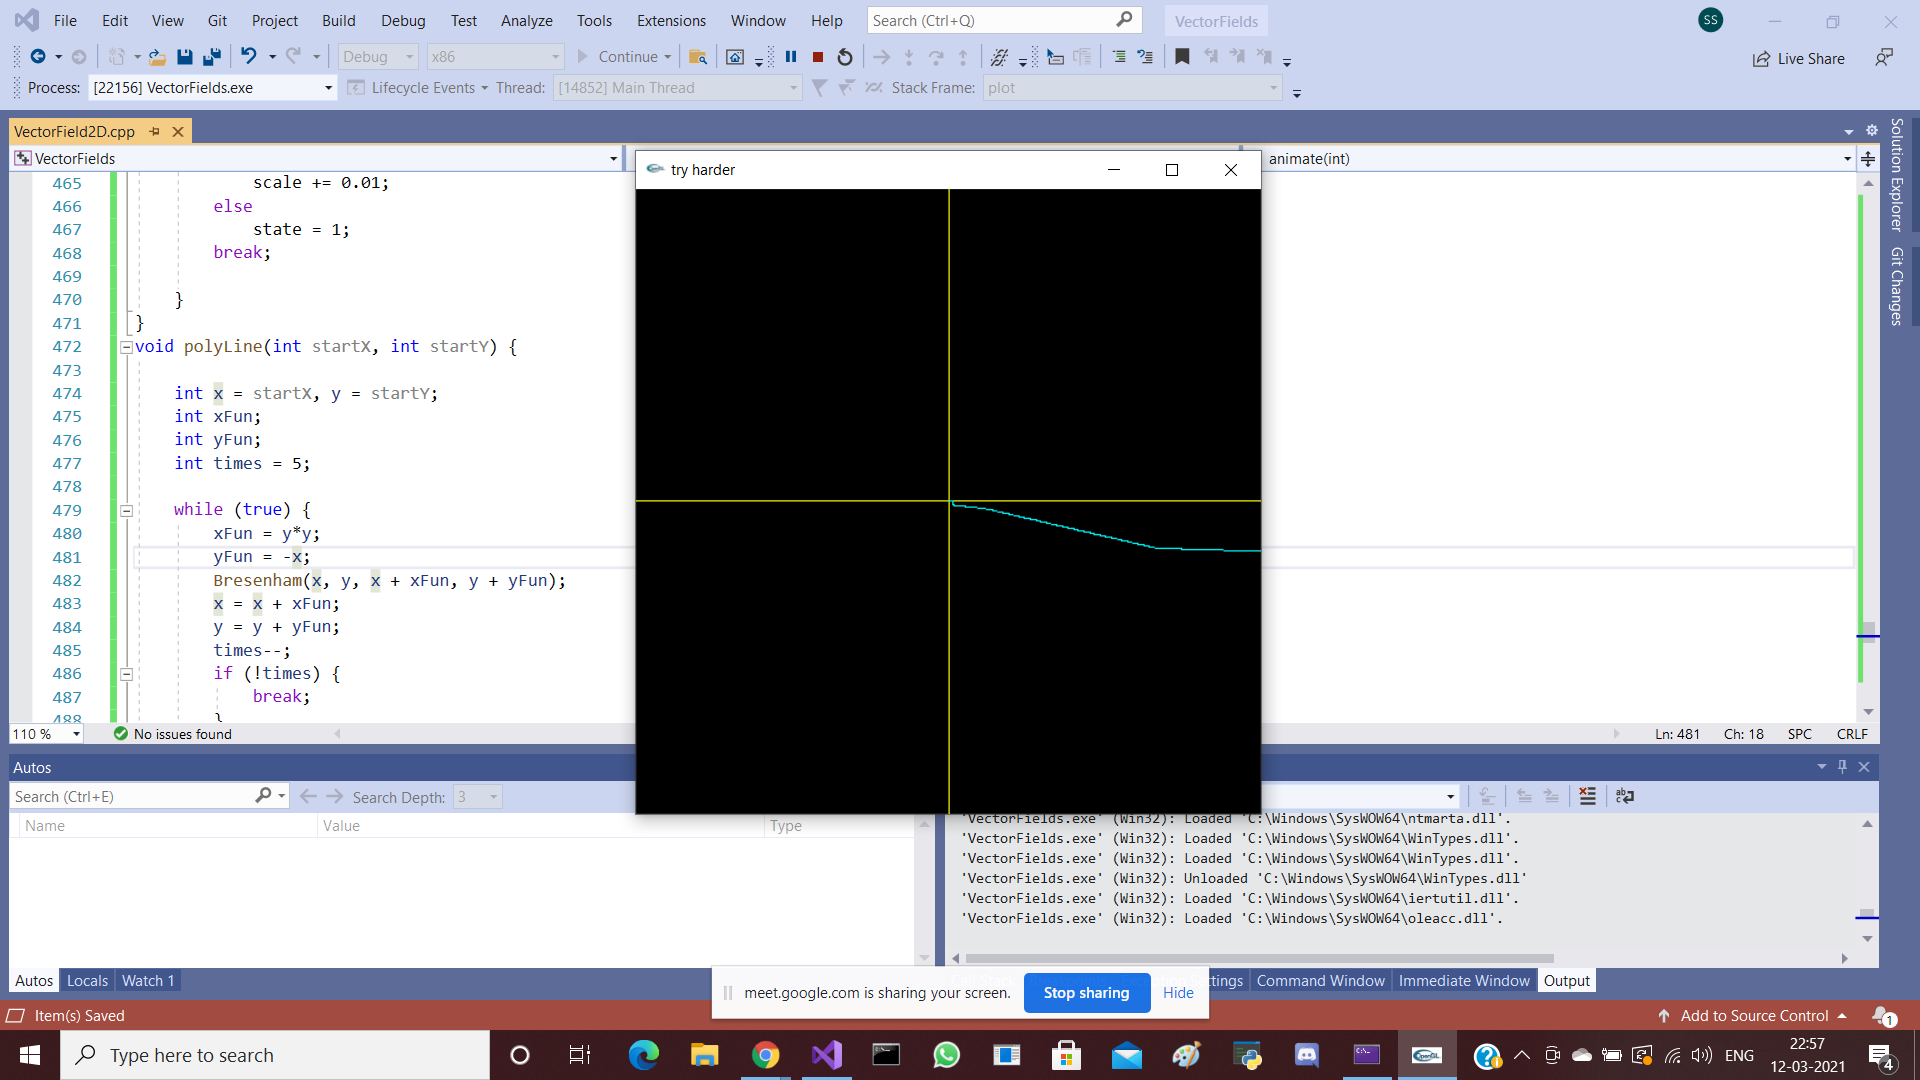 File Edit View Git Project Build Debug Test Analyze Tools Extensions Window Help Search (Ctrl+Q) VectorFields SS
Debug x86 Continue Live Share
Process: [22156] VectorFields.exe Lifecycle Events Thread: [14852] Main Thread Stack Frame: plot
VectorField2D.cpp
VectorFields animate(int)
try harder
465 scale += 0.01;
466 else
467 state = 1;
468 break;
469
470 }
471 }
472 void polyLine(int startX, int startY) {
473
474 int x = startX, y = startY;
475 int xFun;
476 int yFun;
477 int times = 5;
478
479 while (true) {
480 xFun = y*y;
481 yFun = -x;
482 Bresenham(x, y, x + xFun, y + yFun);
483 x = x + xFun;
484 y = y + yFun;
485 times--;
486 if (!times) {
487 break;
488 }
110 % No issues found Ln: 481 Ch: 18 SPC CRLF
Solution Explorer
Git Changes
Autos
Search (Ctrl+E) Search Depth: 3
Name Value Type
'VectorFields.exe' (Win32): Loaded 'C:\Windows\SysWOW64\ntmarta.dll'.
'VectorFields.exe' (Win32): Loaded 'C:\Windows\SysWOW64\WinTypes.dll'.
'VectorFields.exe' (Win32): Loaded 'C:\Windows\SysWOW64\WinTypes.dll'.
'VectorFields.exe' (Win32): Unloaded 'C:\Windows\SysWOW64\WinTypes.dll'
'VectorFields.exe' (Win32): Loaded 'C:\Windows\SysWOW64\iertutil.dll'.
'VectorFields.exe' (Win32): Loaded 'C:\Windows\SysWOW64\oleacc.dll'.
Autos Locals Watch 1 ttings Command Window Immediate Window Output
meet.google.com is sharing your screen. Stop sharing Hide
Item(s) Saved Add to Source Control 1
Type here to search OpenGL ENG 22:57
12-03-2021 4